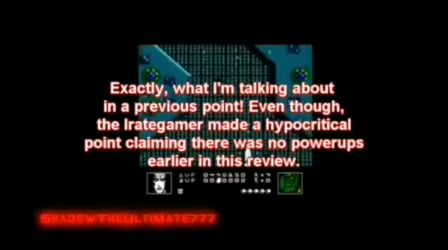 Exactly, what I'm talking about
in a previous point! Even though,
the Irategamer made a hypocritical
point claiming there was no powerups
earlier in this review.
SHADOWTHEULTIMATE777